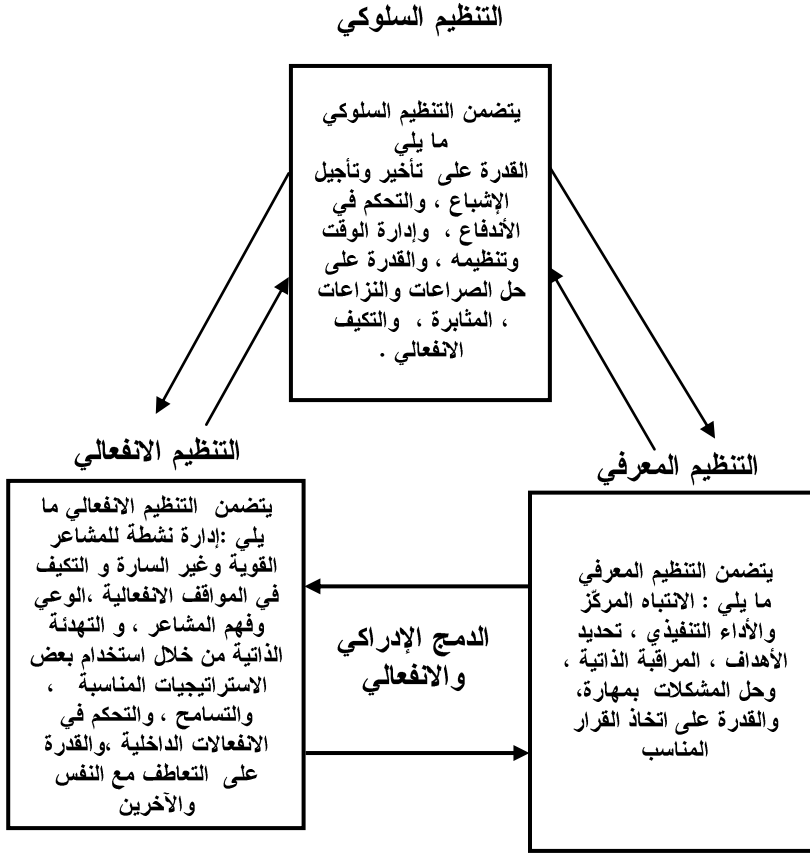 التنظيم السلوكي
يتضمن التنظيم السلوكي
ما يلي
القدرة على تأخير وتأجيل
الإشباع ، والتحكم في
الأندفاع ، وإدارة الوقت
وتنظيمه ، والقدرة على
حل الصراعات والنزاعات
، المثابرة ، والتكيف
الانفعالي .
التنظيم المعرفي
يتضمن التنظيم المعرفي
ما يلي : الانتباه المركّز
والأداء التنفيذي ، تحديد
الأهداف ، المراقبة الذاتية ،
وحل المشكلات بمهارة،
والقدرة على اتخاذ القرار
المناسب
الدمج الإدراكي
والانفعالي
التنظيم الانفعالي
يتضمن التنظيم الانفعالي ما
يلي :إدارة نشطة للمشاعر
القوية وغير السارة و التكيف
في المواقف الانفعالية ،الوعي
وفهم المشاعر ، و التهدئة
الذاتية من خلال استخدام بعض
الاستراتيجيات المناسبة ،
والتسامح ، والتحكم في
الانفعالات الداخلية ،والقدرة
على التعاطف مع النفس
والآخرين